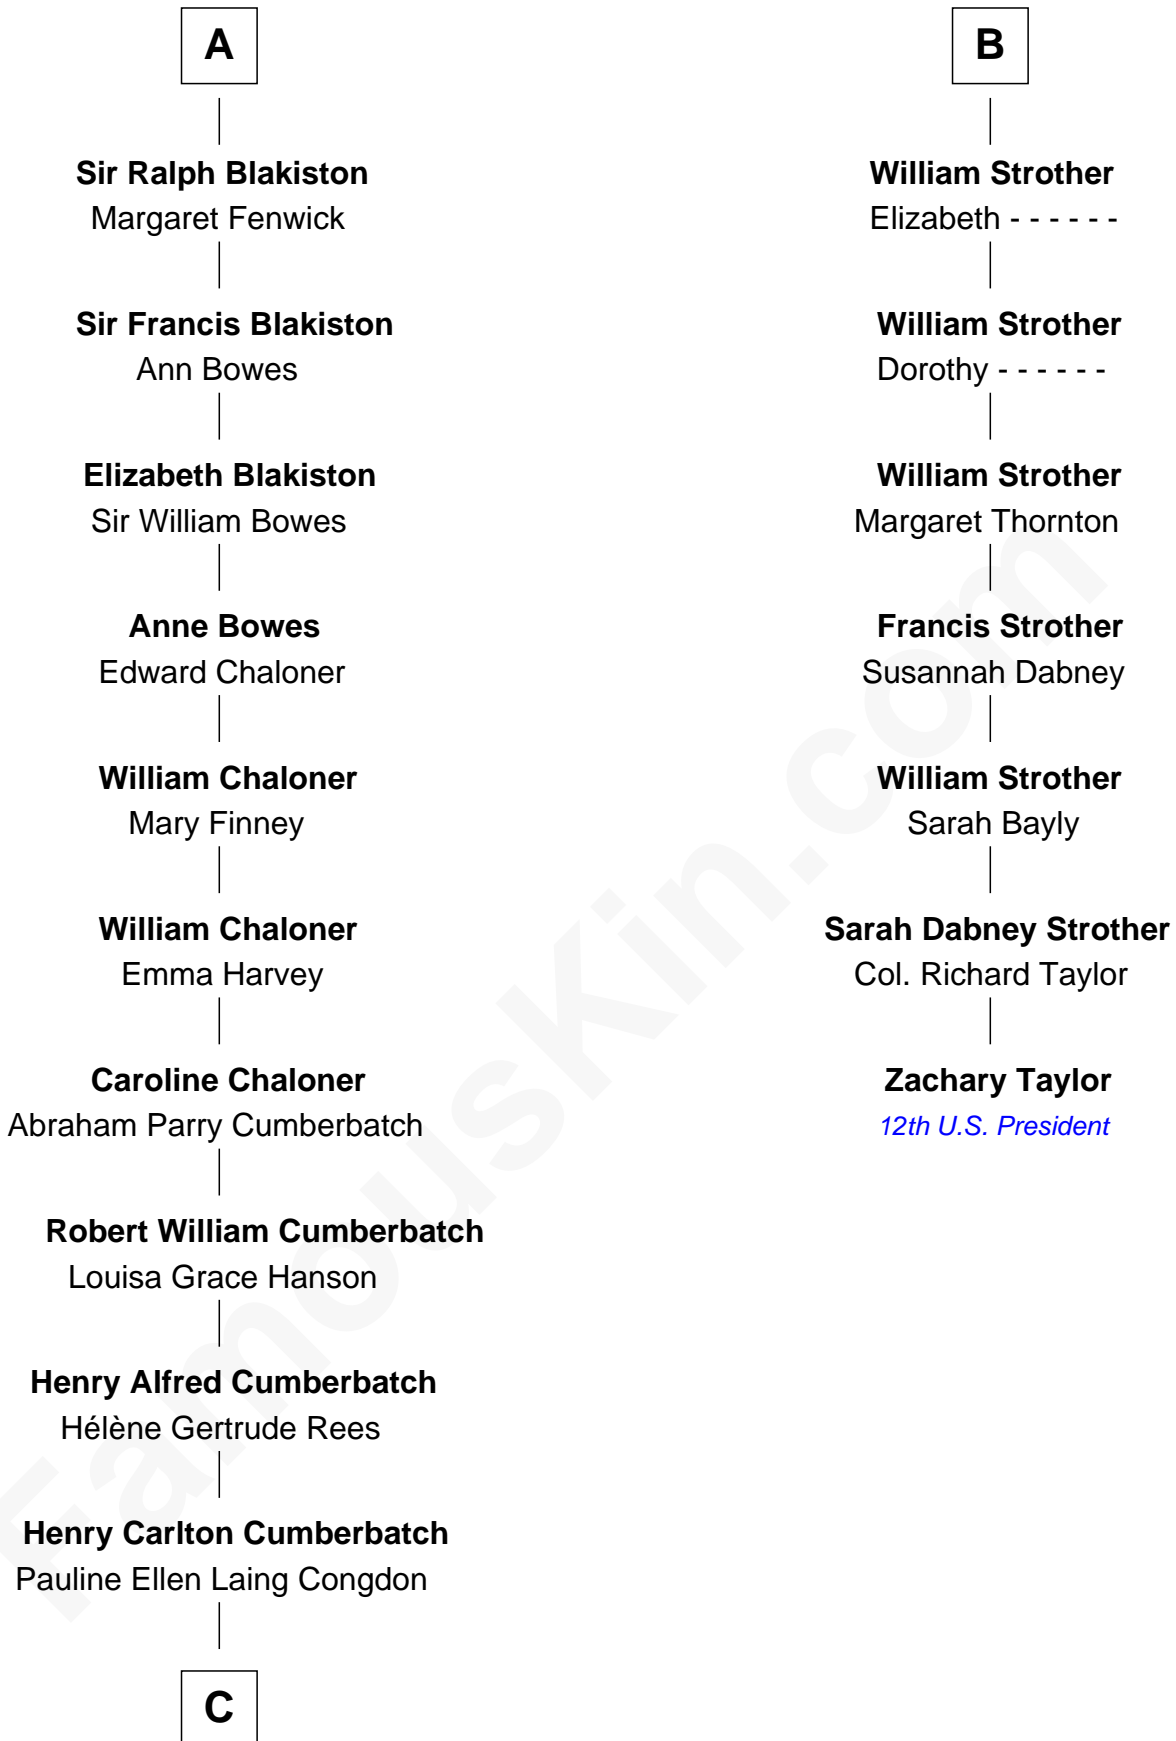 A
Sir Ralph Blakiston
Margaret Fenwick
Sir Francis Blakiston
Ann Bowes
Elizabeth Blakiston
Sir William Bowes
Anne Bowes
Edward Chaloner
William Chaloner
Mary Finney
William Chaloner
Emma Harvey
Caroline Chaloner
Abraham Parry Cumberbatch
Robert William Cumberbatch
Louisa Grace Hanson
Henry Alfred Cumberbatch
Hélène Gertrude Rees
Henry Carlton Cumberbatch
Pauline Ellen Laing Congdon
C
B
William Strother
Elizabeth - - - - - -
William Strother
Dorothy - - - - - -
William Strother
Margaret Thornton
Francis Strother
Susannah Dabney
William Strother
Sarah Bayly
Sarah Dabney Strother
Col. Richard Taylor
Zachary Taylor
12th U.S. President
FamousKin.com